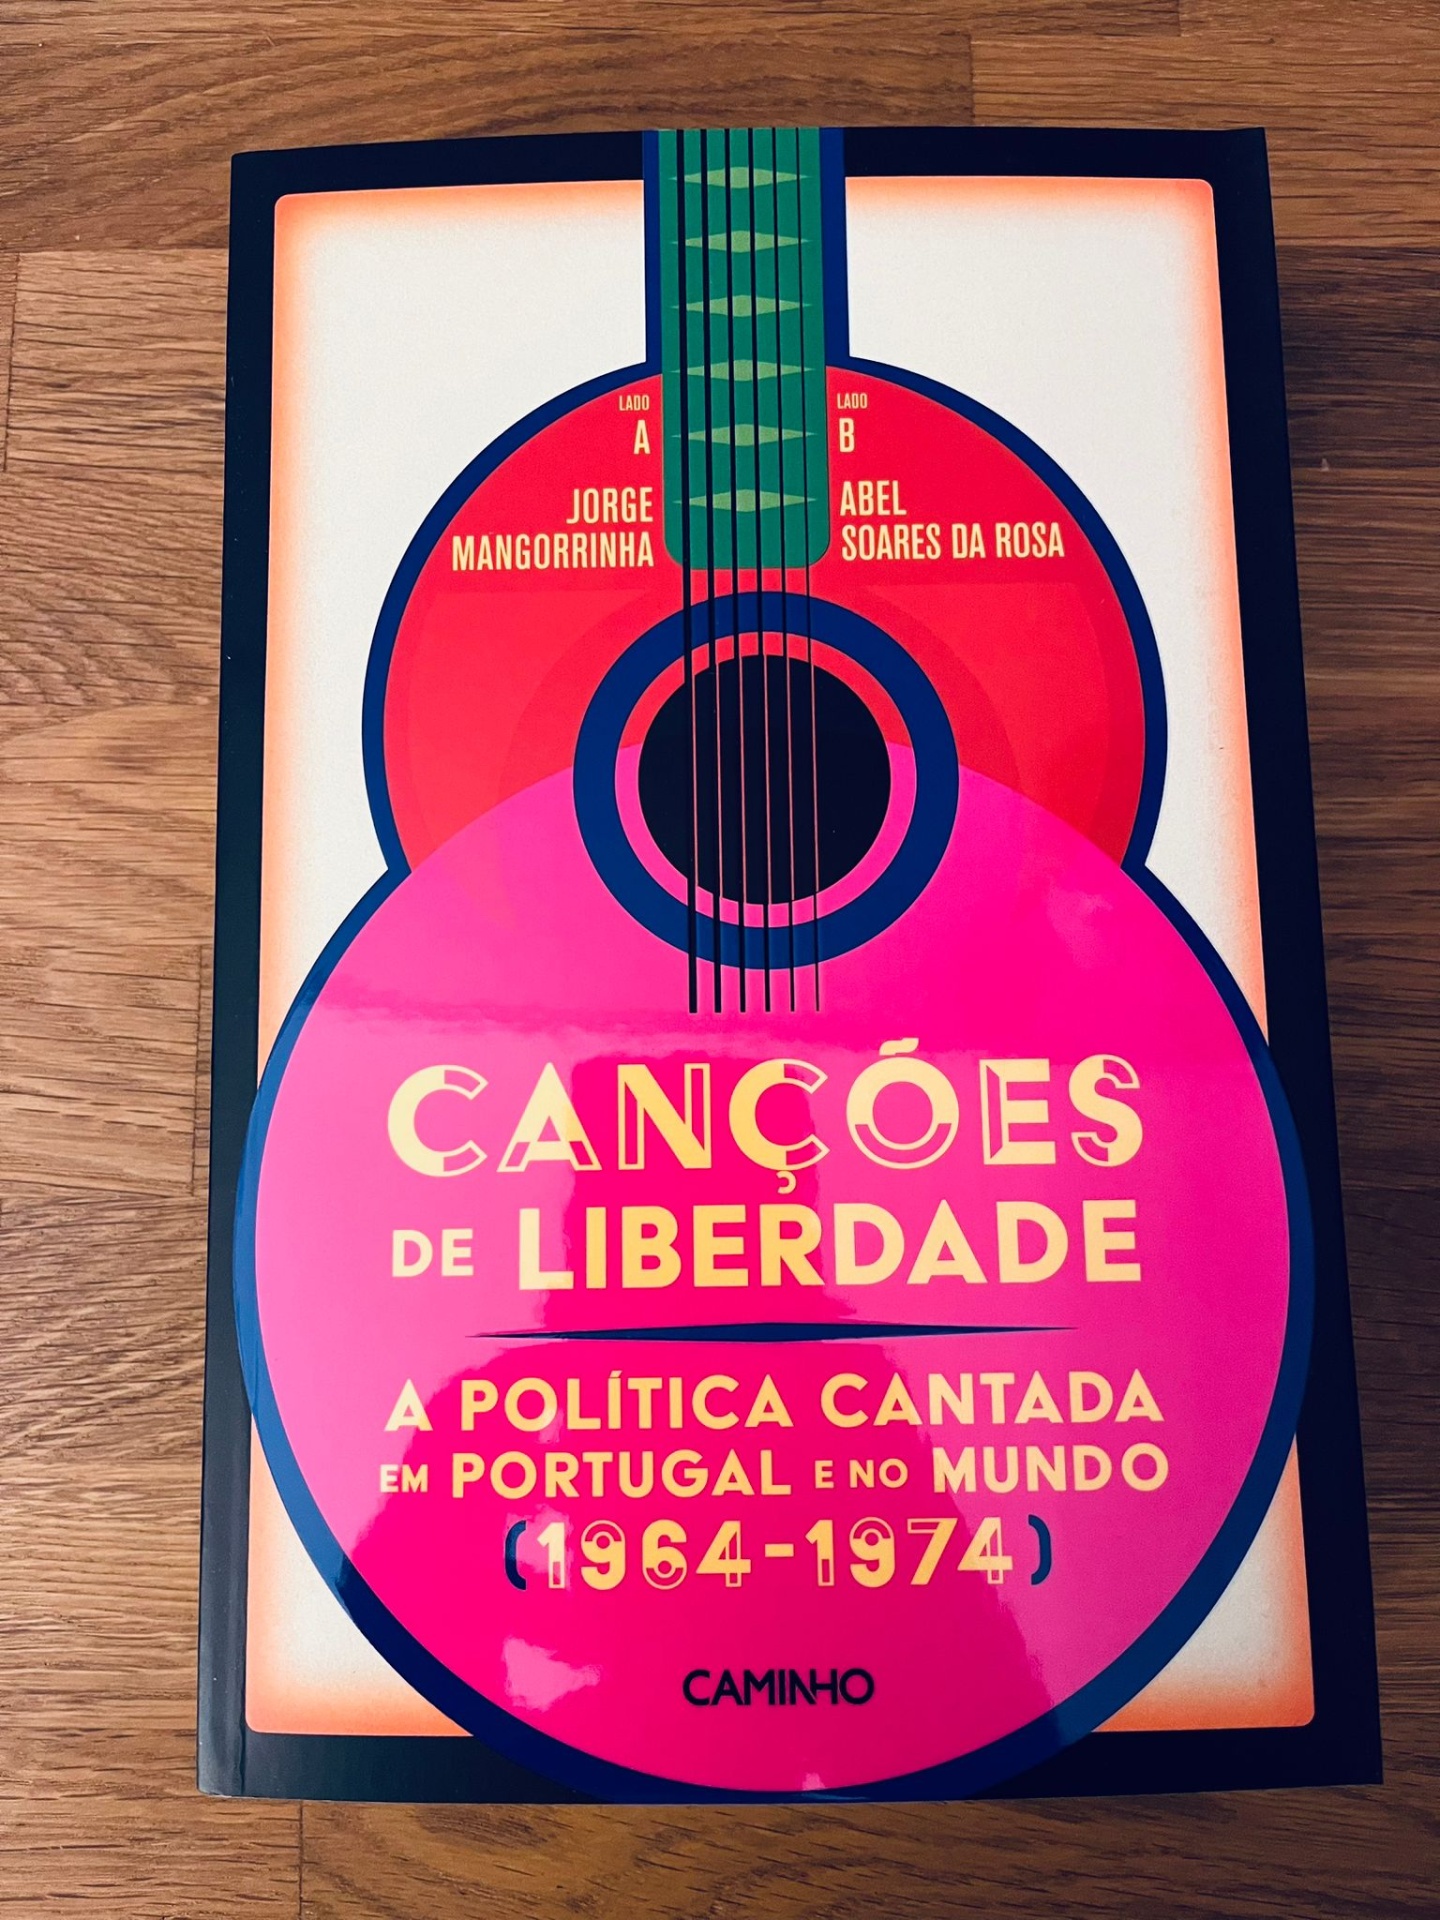 LADO
A
JORGE
MANGORRINHA
LADO
B
ABEL
SOARES DA ROSA
CANÇÕES
DE LIBERDADE
A POLÍTICA CANTADA
EM PORTUGAL E NO MUNDO
(1964-1974)
CAMINHO